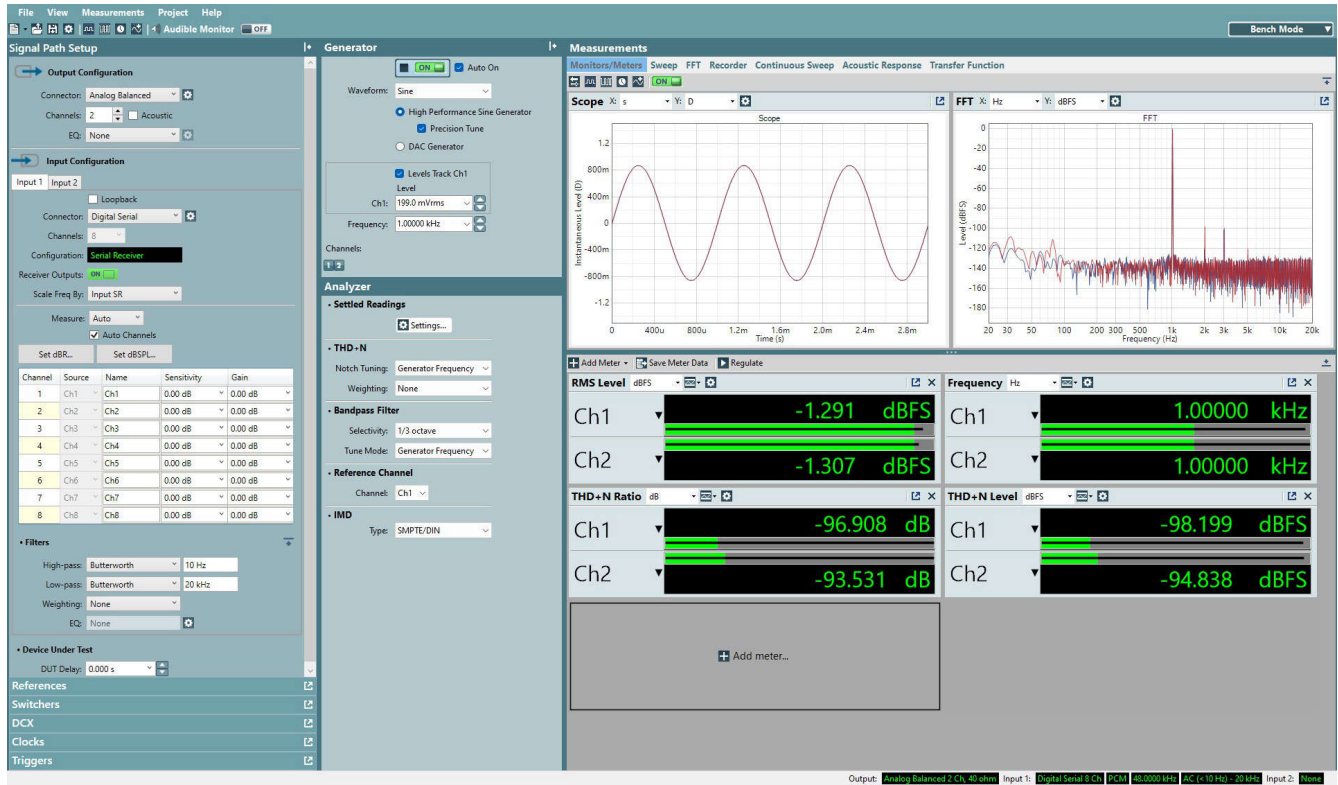 File View Measurements Project Help
Audible Monitor OFF
Bench Mode
Signal Path Setup
Output Configuration
Connector: Analog Balanced
Channels: 2 Acoustic
EQ: None
Input Configuration
Input 1 Input 2
Loopback
Connector: Digital Serial
Channels: 8
Configuration: Serial Receiver
Receiver Outputs: ON
Scale Freq By: Input SR
Measure: Auto
Auto Channels
Set dBR... Set dBSPL...
Channel Source Name Sensitivity Gain
1 Ch1 Ch1 0.00 dB 0.00 dB
2 Ch2 Ch2 0.00 dB 0.00 dB
3 Ch3 Ch3 0.00 dB 0.00 dB
4 Ch4 Ch4 0.00 dB 0.00 dB
5 Ch5 Ch5 0.00 dB 0.00 dB
6 Ch6 Ch6 0.00 dB 0.00 dB
7 Ch7 Ch7 0.00 dB 0.00 dB
8 Ch8 Ch8 0.00 dB 0.00 dB
Filters
High-pass: Butterworth 10 Hz
Low-pass: Butterworth 20 kHz
Weighting: None
EQ: None
Device Under Test
DUT Delay: 0.000 s
References
Switchers
DCX
Clocks
Triggers
Generator
ON Auto On
Waveform: Sine
High Performance Sine Generator
Precision Tune
DAC Generator
Levels Track Ch1
Level
Ch1: 199.0 mVrms
Frequency: 1.00000 kHz
Channels:
1 2
Analyzer
Settled Readings
Settings...
THD+N
Notch Tuning: Generator Frequency
Weighting: None
Bandpass Filter
Selectivity: 1/3 octave
Tune Mode: Generator Frequency
Reference Channel
Channel: Ch1
IMD
Type: SMPTE/DIN
Measurements
Monitors/Meters Sweep FFT Recorder Continuous Sweep Acoustic Response Transfer Function
ON
Scope X: s Y: D
Scope
Instantaneous Level (D)
1.2
800m
400m
0
-400m
-800m
-1.2
0 400u 800u 1.2m 1.6m 2.0m 2.4m 2.8m
Time (s)
FFT X: Hz Y: dBFS
FFT
Level (dBFS)
0
-20
-40
-60
-80
-100
-120
-140
-160
-180
20 30 50 100 200 300 500 1k 2k 3k 5k 10k 20k
Frequency (Hz)
Add Meter Save Meter Data Regulate
RMS Level dBFS
Ch1 -1.291 dBFS
Ch2 -1.307 dBFS
Frequency Hz
Ch1 1.00000 kHz
Ch2 1.00000 kHz
THD+N Ratio dB
Ch1 -96.908 dB
Ch2 -93.531 dB
THD+N Level dBFS
Ch1 -98.199 dBFS
Ch2 -94.838 dBFS
Add meter...
Output: Analog Balanced 2 Ch, 40 ohm Input 1: Digital Serial 8 Ch PCM 48.0000 kHz AC (<10 Hz) - 20 kHz Input 2: None